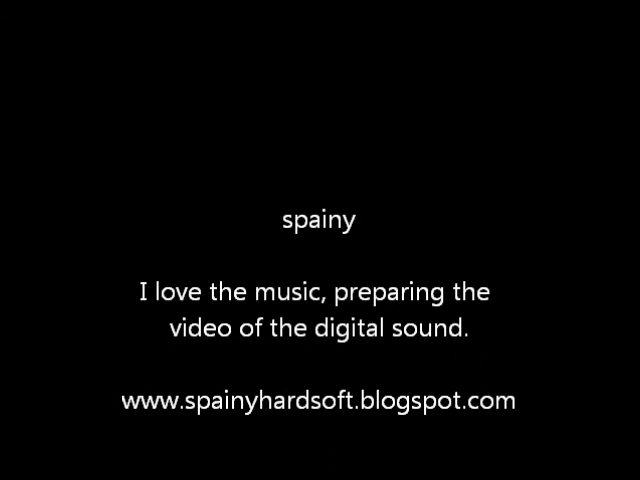 spainy
I love the music, preparing the
video of the digital sound.
www.spainyhardsoft.blogspot.com